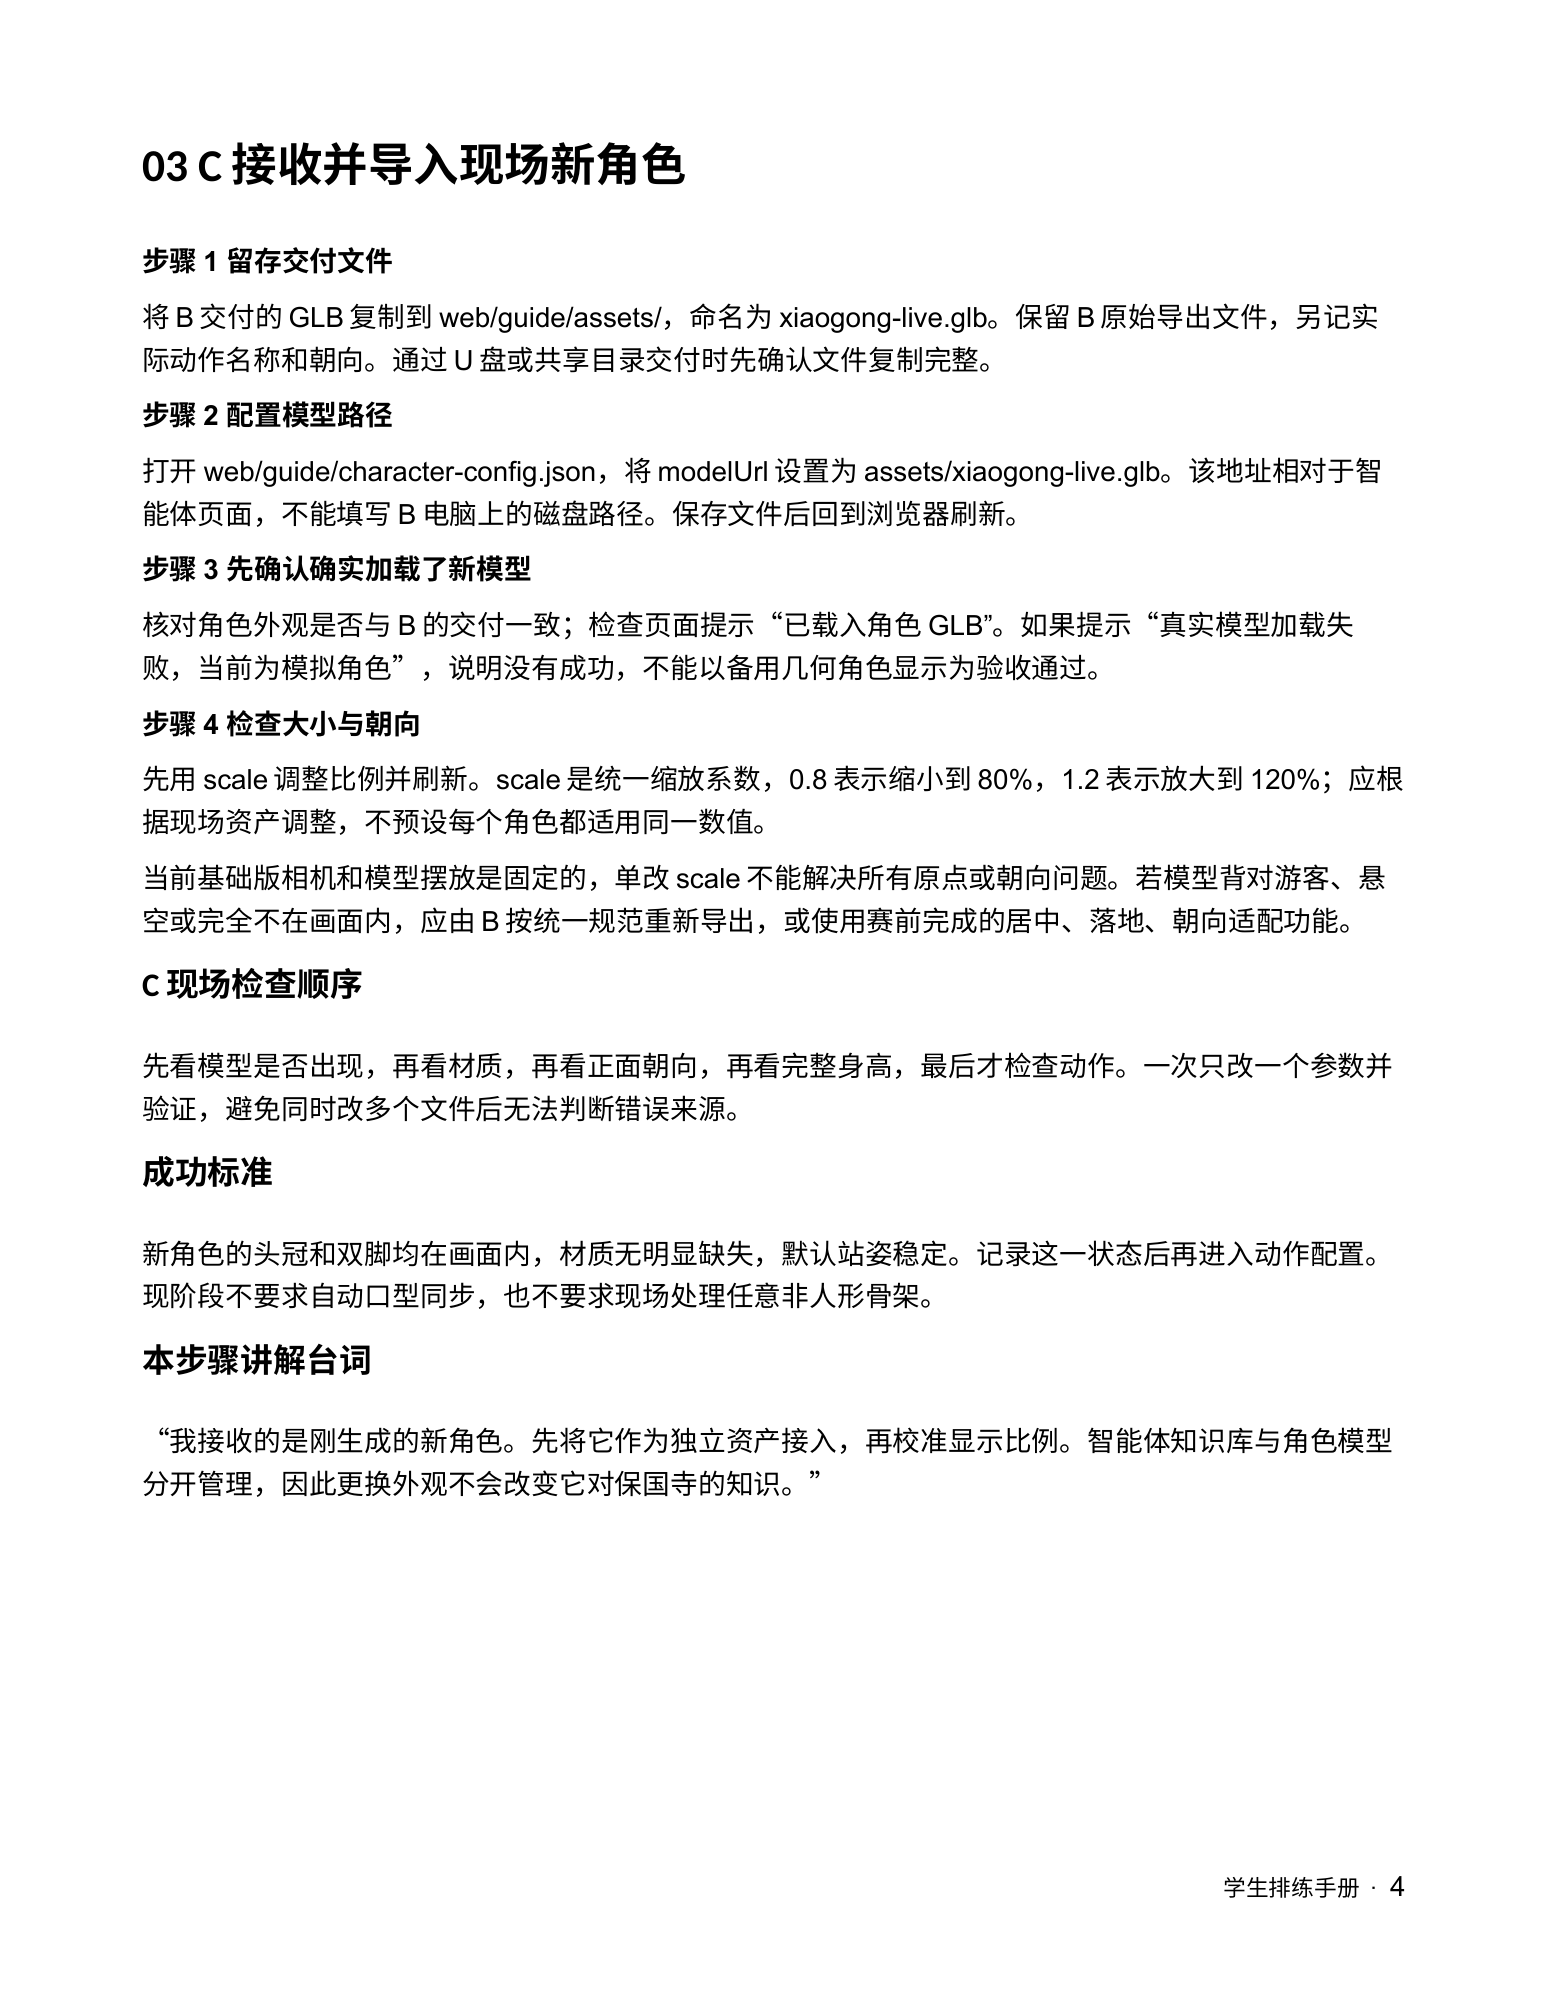 03 C 接收并导入现场新角色
步骤 1 留存交付文件
将 B 交付的 GLB 复制到 web/guide/assets/，命名为 xiaogong-live.glb。保留 B 原始导出文件，另记实
际动作名称和朝向。通过 U 盘或共享目录交付时先确认文件复制完整。
步骤 2 配置模型路径
打开 web/guide/character-config.json，将 modelUrl 设置为 assets/xiaogong-live.glb。该地址相对于智
能体页面，不能填写 B 电脑上的磁盘路径。保存文件后回到浏览器刷新。
步骤 3 先确认确实加载了新模型
核对角色外观是否与 B 的交付一致；检查页面提示“已载入角色 GLB”。如果提示“真实模型加载失
败，当前为模拟角色”，说明没有成功，不能以备用几何角色显示为验收通过。
步骤 4 检查大小与朝向
先用 scale 调整比例并刷新。scale 是统一缩放系数，0.8 表示缩小到 80%，1.2 表示放大到 120%；应根
据现场资产调整，不预设每个角色都适用同一数值。
当前基础版相机和模型摆放是固定的，单改 scale 不能解决所有原点或朝向问题。若模型背对游客、悬
空或完全不在画面内，应由 B 按统一规范重新导出，或使用赛前完成的居中、落地、朝向适配功能。
C 现场检查顺序
先看模型是否出现，再看材质，再看正面朝向，再看完整身高，最后才检查动作。一次只改一个参数并
验证，避免同时改多个文件后无法判断错误来源。
成功标准
新角色的头冠和双脚均在画面内，材质无明显缺失，默认站姿稳定。记录这一状态后再进入动作配置。
现阶段不要求自动口型同步，也不要求现场处理任意非人形骨架。
本步骤讲解台词
“我接收的是刚生成的新角色。先将它作为独立资产接入，再校准显示比例。智能体知识库与角色模型
分开管理，因此更换外观不会改变它对保国寺的知识。”
学生排练手册 · 4